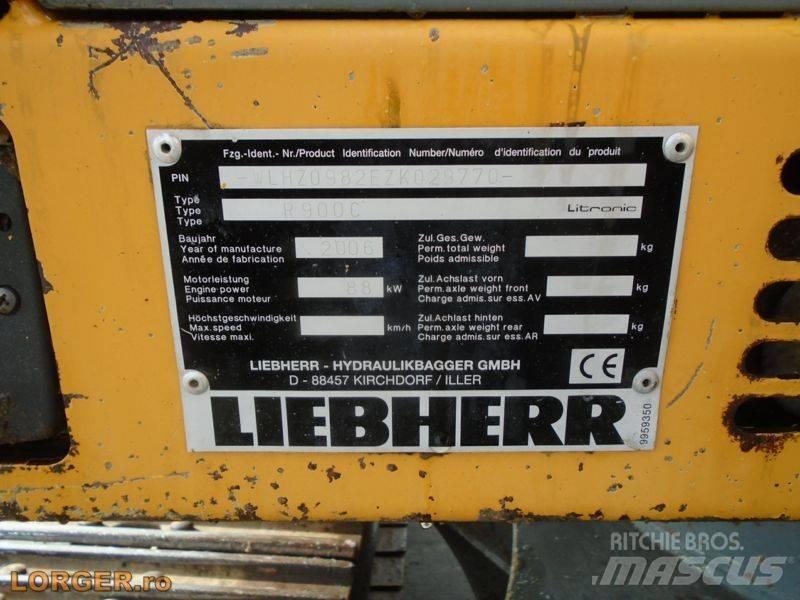 Fzg.-Ident.- Nr./Product Identification Number/Numéro d'identification du produit
PIN -WLHZ0982EZK029770-
Type
Type R900C Litronic
Type
Baujahr
Year of manufacture 2006
Année de fabrication
Zul.Ges.Gew.
Perm.total weight kg
Poids admissible
Motorleistung
Engine power 88 kW
Puissance moteur
Zul.Achslast vorn
Perm.axle weight front kg
Charge admis.sur ess.AV
Höchstgeschwindigkeit
Max.speed km/h
Vitesse maxi.
Zul.Achslast hinten
Perm.axle weight rear kg
Charge admis.sur ess.AR
LIEBHERR - HYDRAULIKBAGGER GMBH
D - 88457 KIRCHDORF / ILLER
CE
LIEBHERR
9959350
RITCHIE BROS.
MASCUS
LORGER.ro